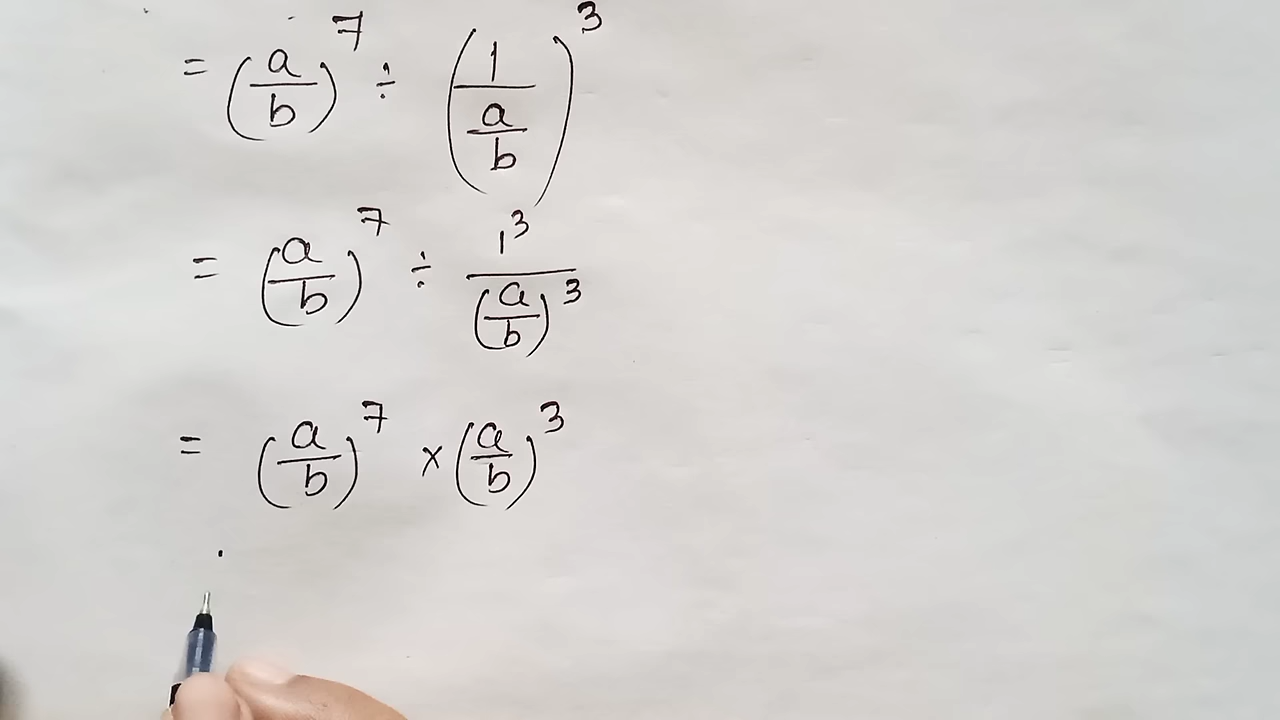 = (a/b)^7 ÷ (1/(a/b))^3
= (a/b)^7 ÷ 1^3/(a/b)^3
= (a/b)^7 × (a/b)^3